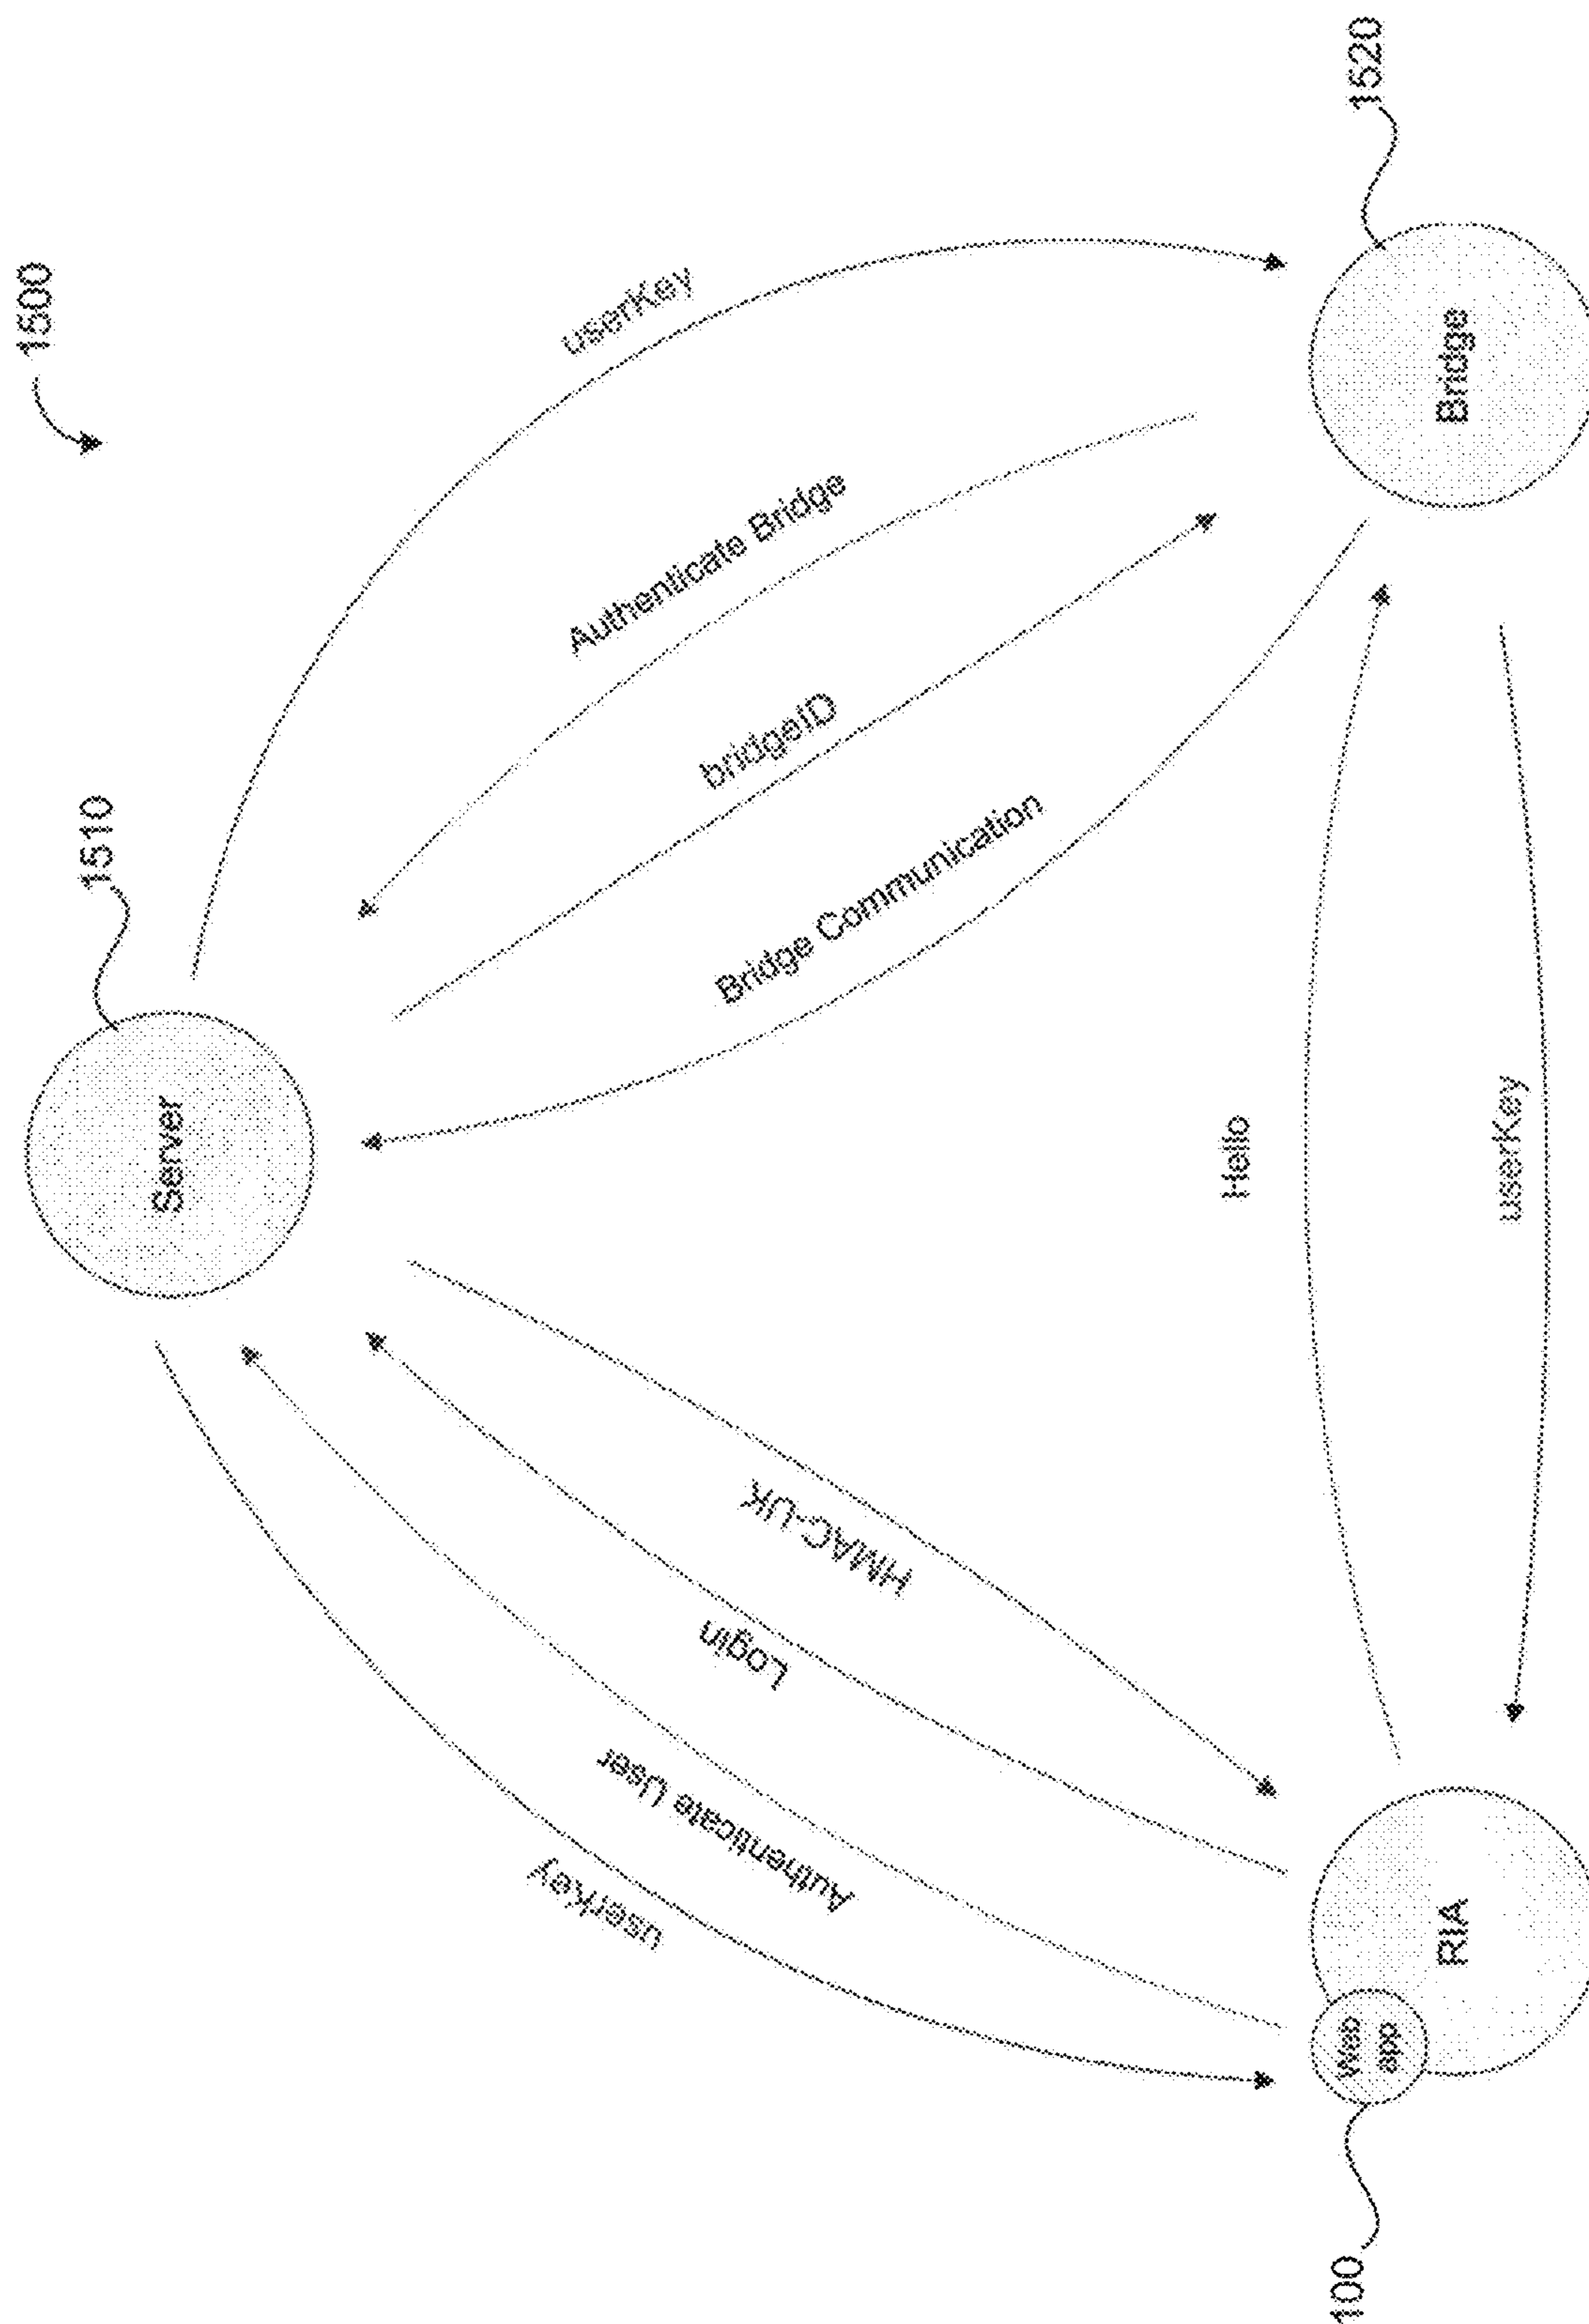 1500
1510
Server
userKey
Authenticate Bridge
bridgeID
Bridge Communication
userKey
Authenticate User
Login
HMAC-UK
Hello
userKey
100
Web
app
RIA
Bridge
1520